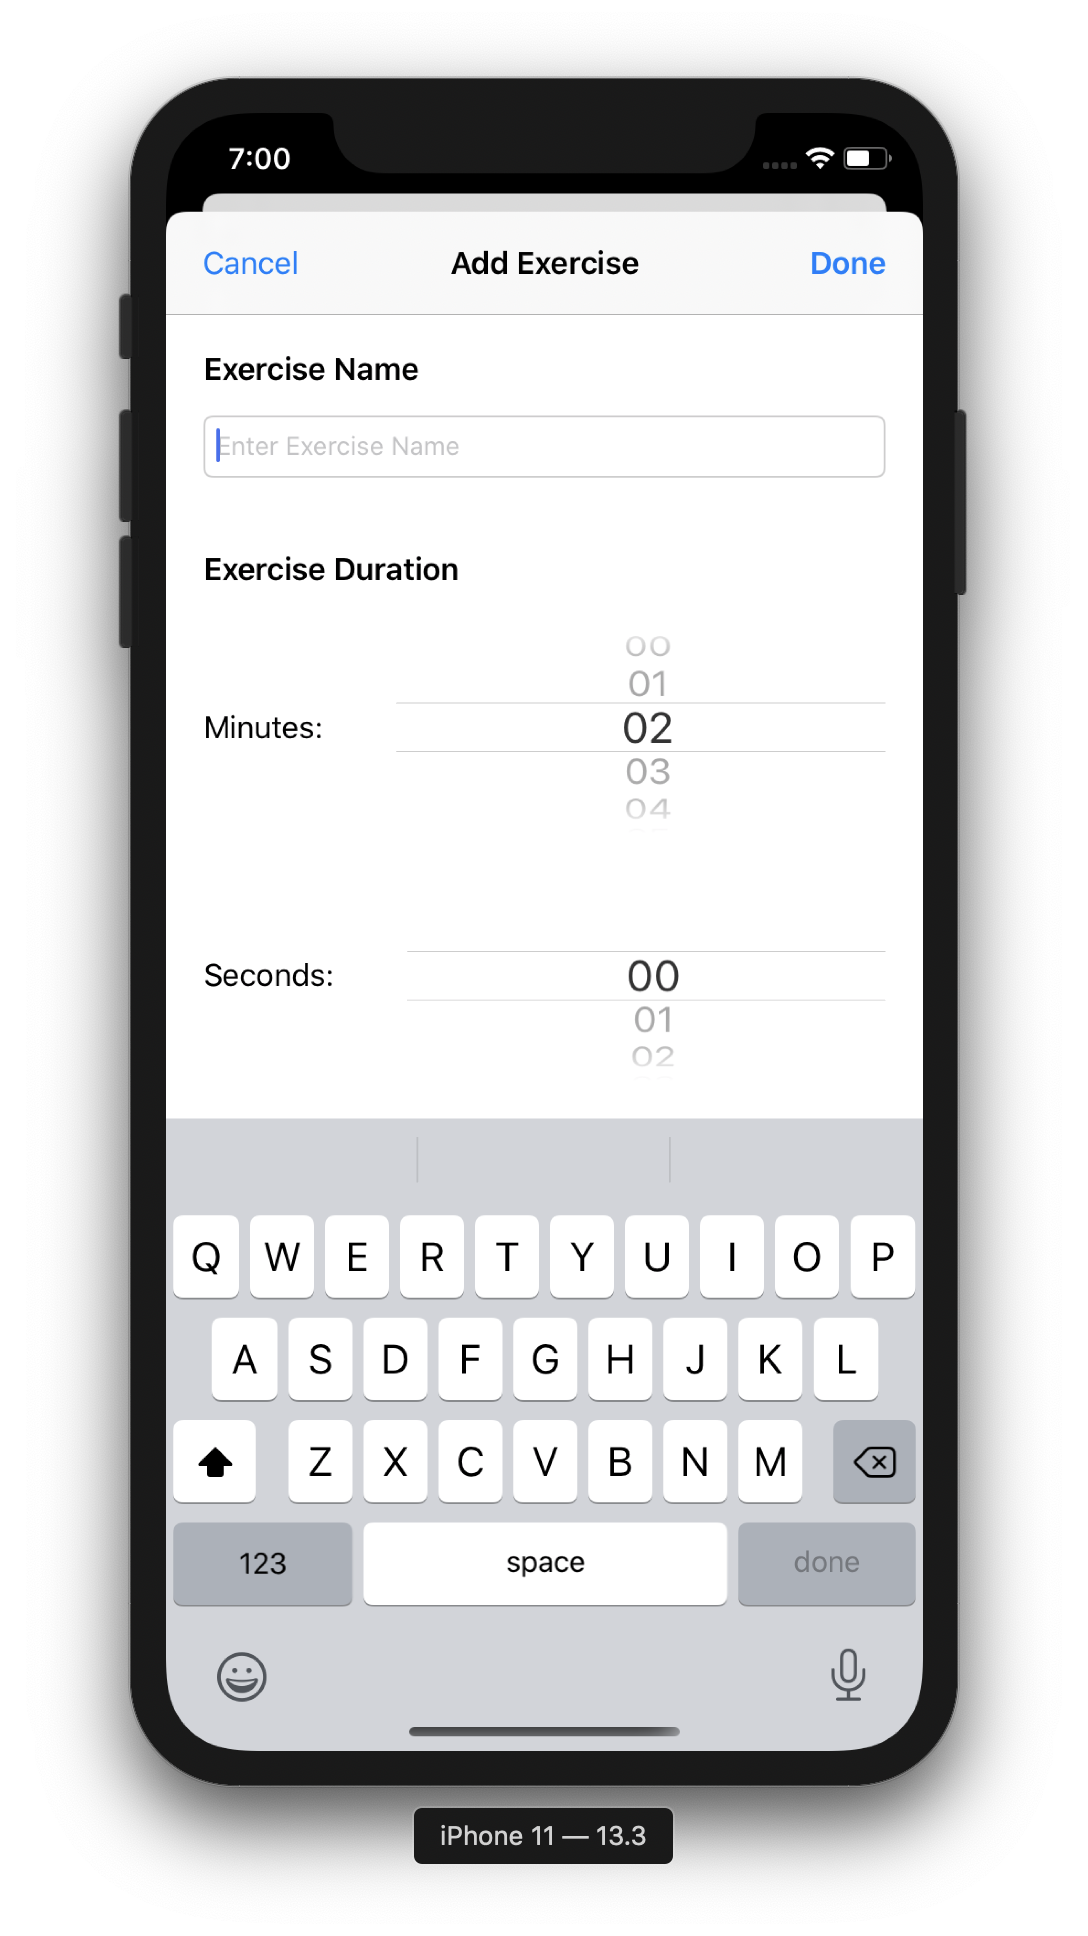 7:00
Cancel Add Exercise Done
Exercise Name
Enter Exercise Name
Exercise Duration
00
01
Minutes: 02
03
04
Seconds: 00
01
02
Q W E R T Y U I O P
A S D F G H J K L
Z X C V B N M
123 space done
iPhone 11 — 13.3